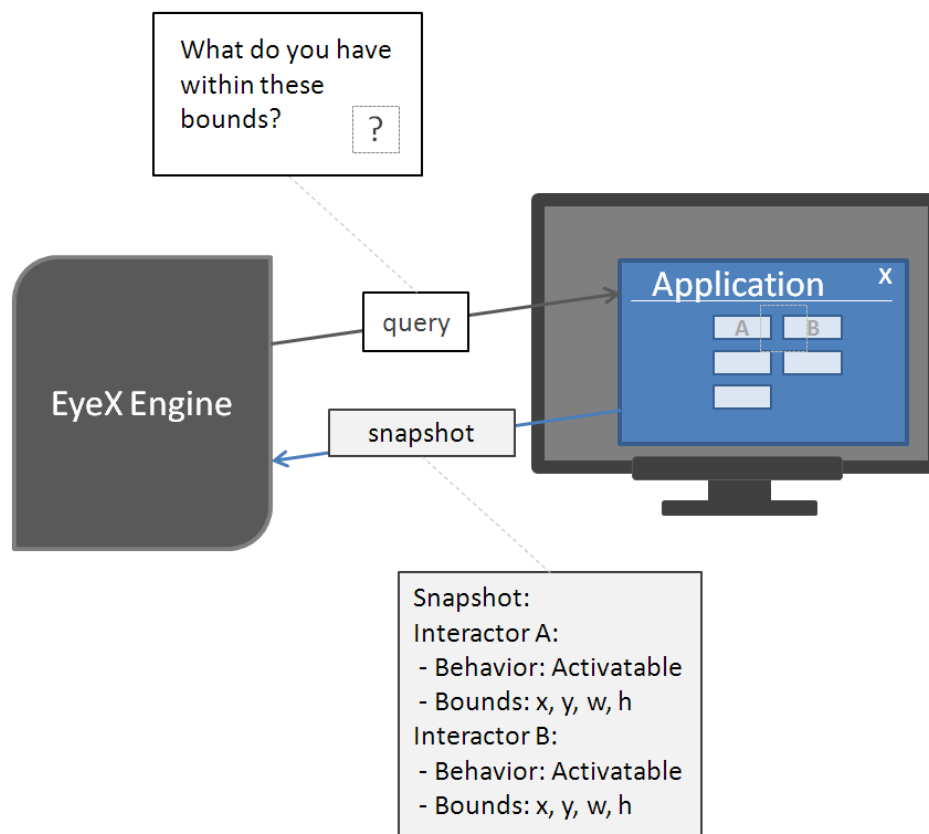 What do you have
within these
bounds?
?
Application
X
query
A
B
EyeX Engine
snapshot
Snapshot:
Interactor A:
- Behavior: Activatable
- Bounds: x, y, w, h
Interactor B:
- Behavior: Activatable
- Bounds: x, y, w, h